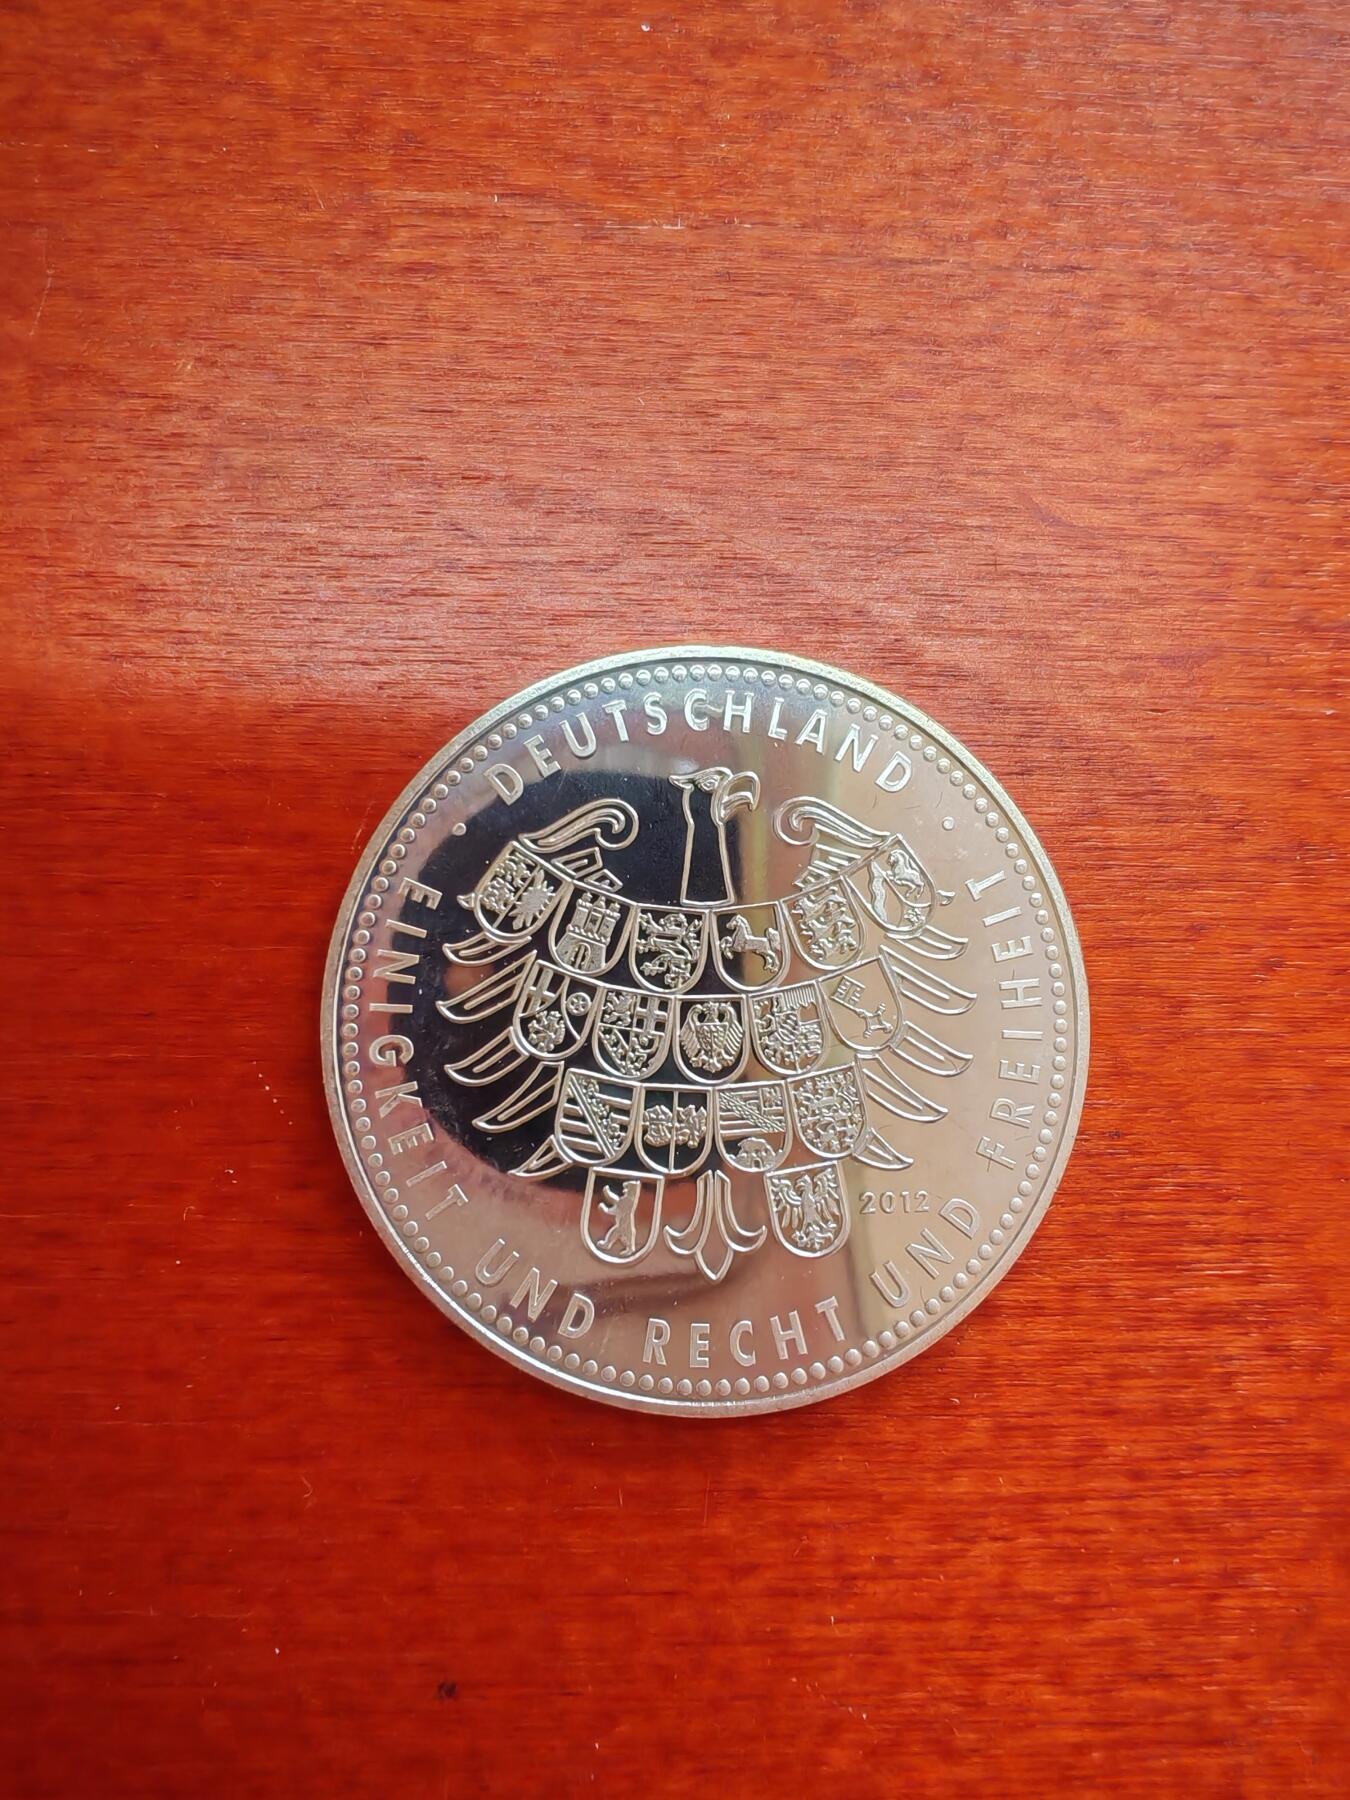 DEUTSCHLAND
EINIGKEIT UND RECHT UND FREIHEIT
2012